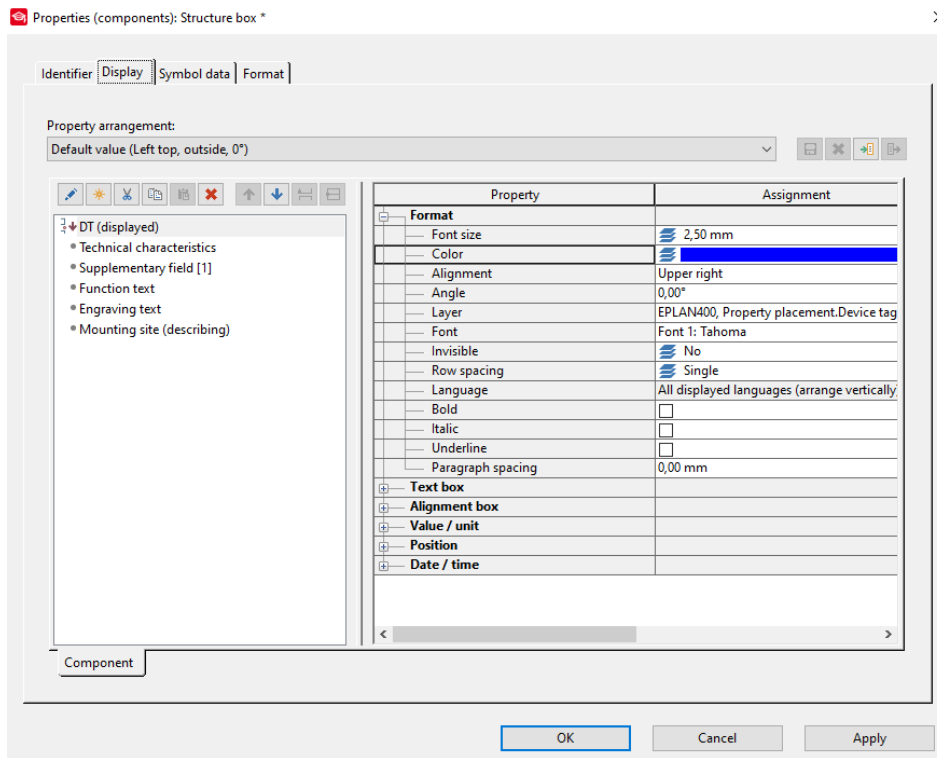 Properties (components): Structure box *
Identifier Display Symbol data Format
Property arrangement:
Default value (Left top, outside, 0°)
DT (displayed)
Technical characteristics
Supplementary field [1]
Function text
Engraving text
Mounting site (describing)
Property Assignment
Format
Font size 2,50 mm
Color
Alignment Upper right
Angle 0,00°
Layer EPLAN400, Property placement.Device tag
Font Font 1: Tahoma
Invisible No
Row spacing Single
Language All displayed languages (arrange vertically)
Bold
Italic
Underline
Paragraph spacing 0,00 mm
Text box
Alignment box
Value / unit
Position
Date / time
Component
OK Cancel Apply